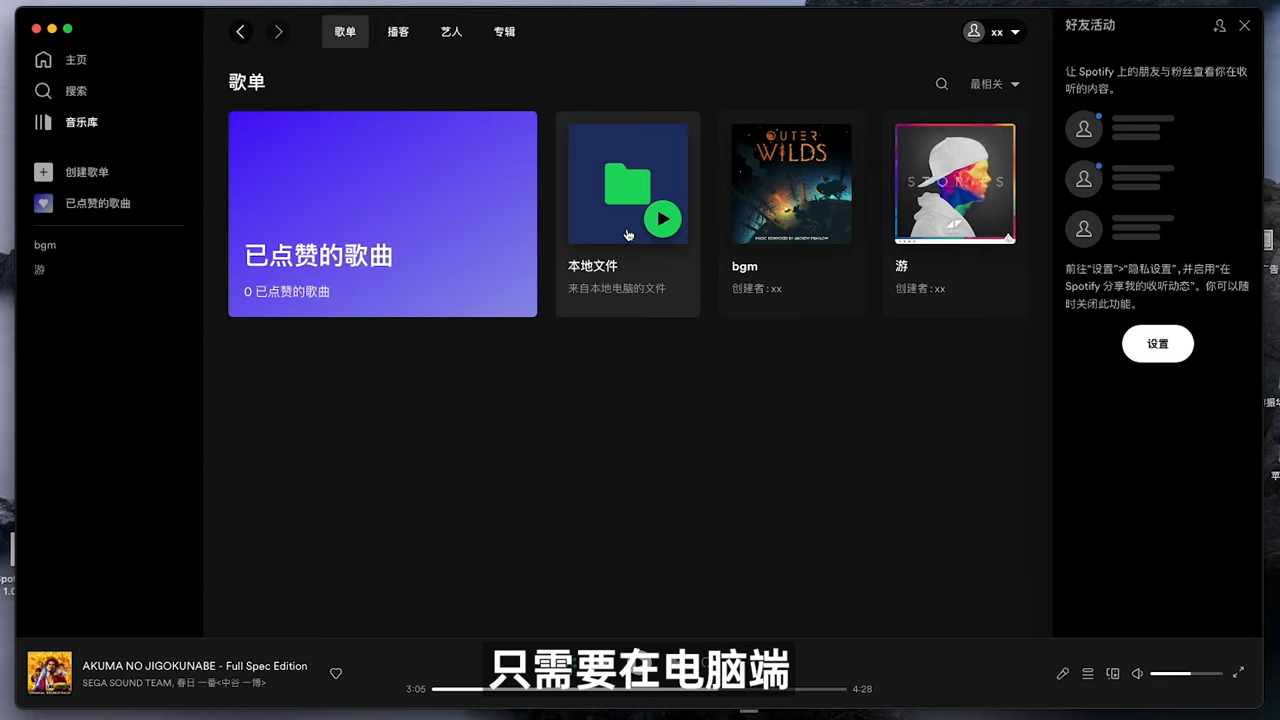 主页
搜索
音乐库
创建歌单
已点赞的歌曲
bgm
游
歌单
播客
艺人
专辑
xx
歌单
最相关
已点赞的歌曲
0 已点赞的歌曲
本地文件
来自本地电脑的文件
OUTER
WILDS
MUSIC COMPOSED BY ANDREW PRAHLOW
bgm
创建者:xx
STORIES
游
创建者:xx
好友活动
让 Spotify 上的朋友与粉丝查看你在收
听的内容。
前往“设置”>“隐私设置”,并启用“在
Spotify 分享我的收听动态”。你可以随
时关闭此功能。
设置
AKUMA NO JIGOKUNABE - Full Spec Edition
SEGA SOUND TEAM, 春日 一番<中谷 一博>
3:05
4:28
只需要在电脑端